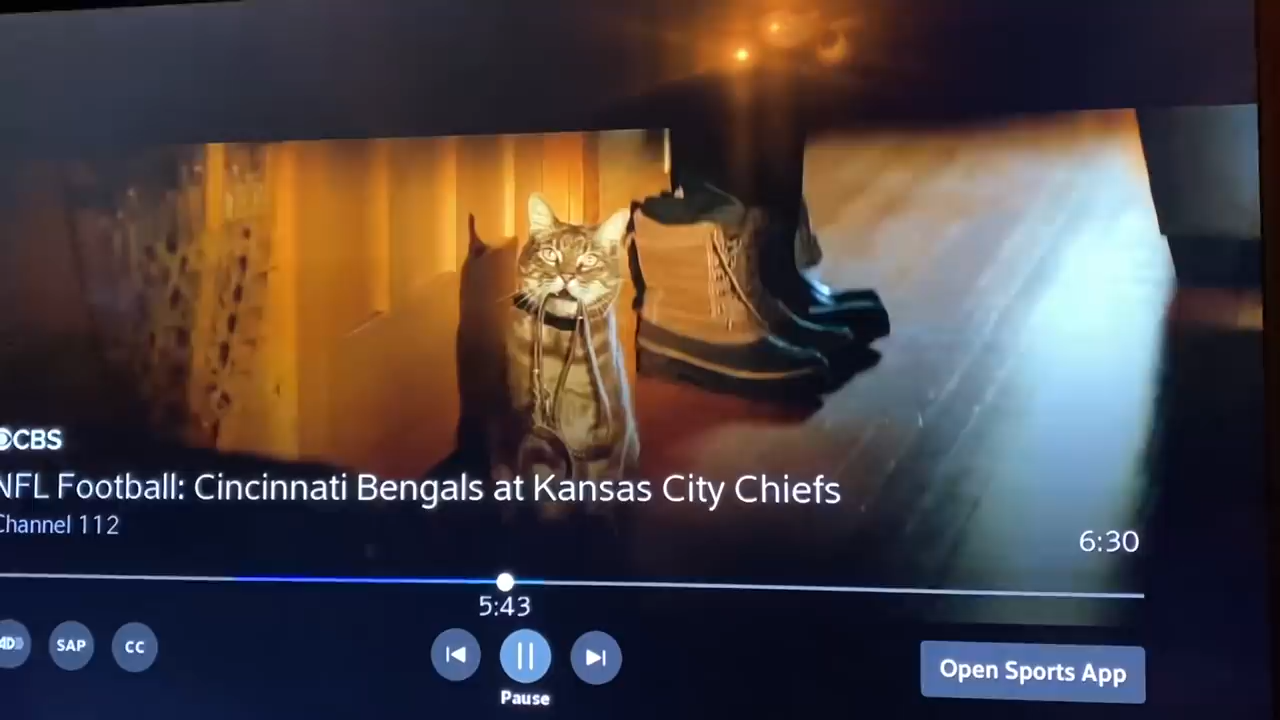 CBS
NFL Football: Cincinnati Bengals at Kansas City Chiefs
Channel 112
6:30
5:43
AD
SAP
CC
Pause
Open Sports App